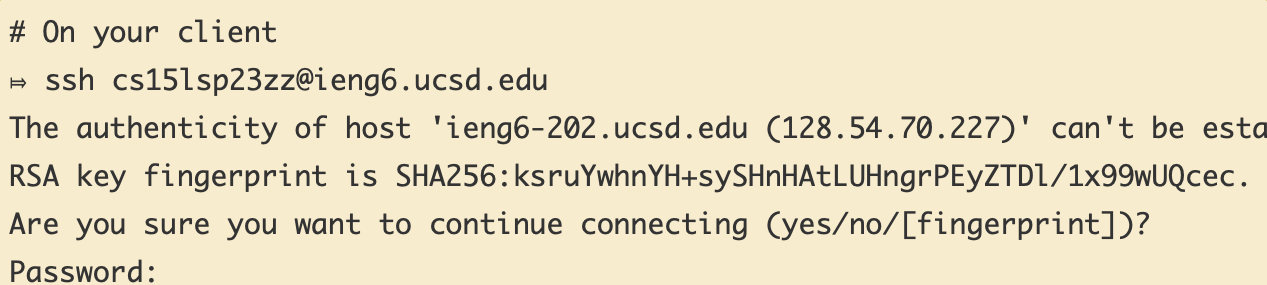 # On your client
⤇ ssh cs15lsp23zz@ieng6.ucsd.edu
The authenticity of host 'ieng6-202.ucsd.edu (128.54.70.227)' can't be esta
RSA key fingerprint is SHA256:ksruYwhnYH+sySHnHAtLUHngrPEyZTDl/1x99wUQcec.
Are you sure you want to continue connecting (yes/no/[fingerprint])?
Password: